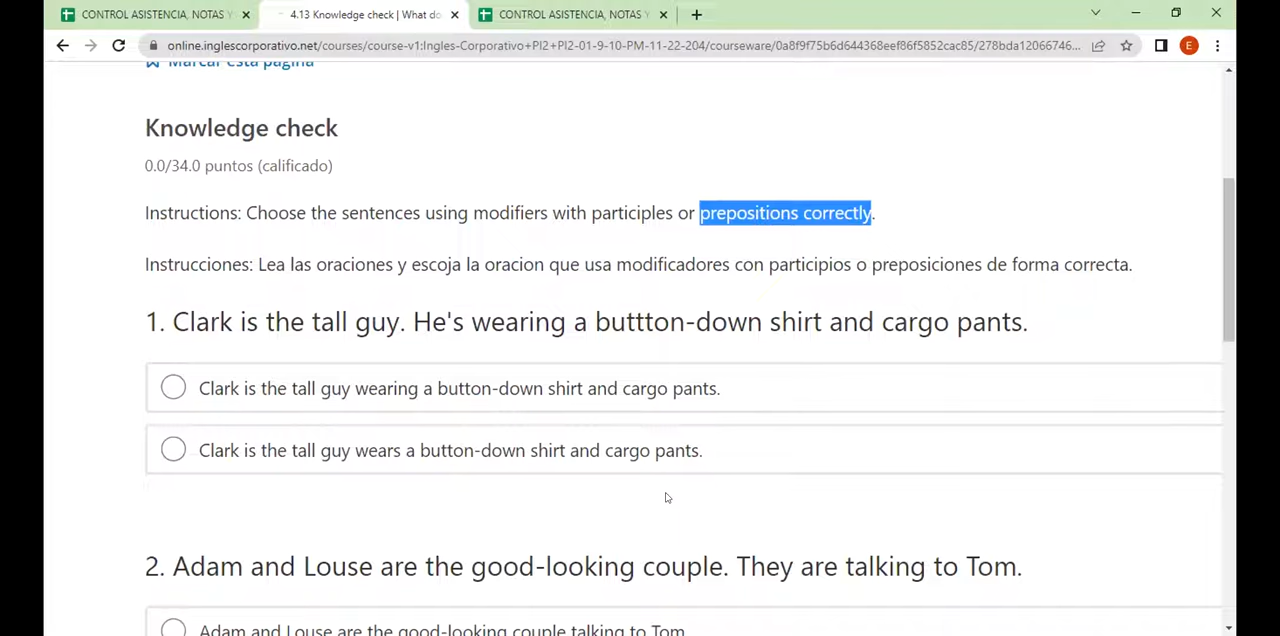 CONTROL ASISTENCIA, NOTAS Y
4.13 Knowledge check | What do
CONTROL ASISTENCIA, NOTAS Y
online.inglescorporativo.net/courses/course-v1:Ingles-Corporativo+PI2+PI2-01-9-10-PM-11-22-204/courseware/0a8f9f75b6d644368eef86f5852cac85/278bda12066746...
E
Marcar esta página
Knowledge check
0.0/34.0 puntos (calificado)
Instructions: Choose the sentences using modifiers with participles or prepositions correctly.
Instrucciones: Lea las oraciones y escoja la oracion que usa modificadores con participios o preposiciones de forma correcta.
1. Clark is the tall guy. He's wearing a buttton-down shirt and cargo pants.
Clark is the tall guy wearing a button-down shirt and cargo pants.
Clark is the tall guy wears a button-down shirt and cargo pants.
2. Adam and Louse are the good-looking couple. They are talking to Tom.
Adam and Louse are the good-looking couple talking to Tom.